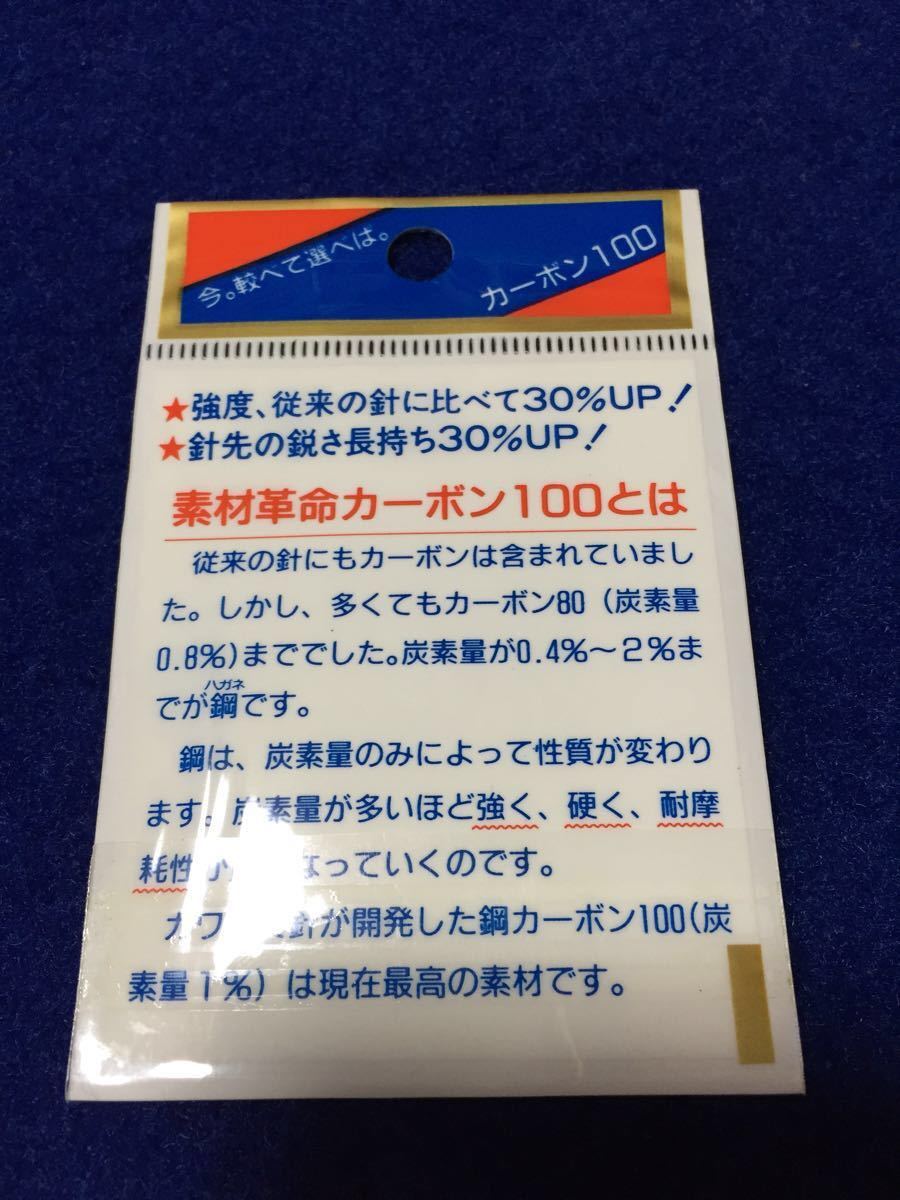 今。較べて選べば。
カーボン100
★強度、従来の針に比べて30%UP!
★針先の鋭さ長持ち30%UP!
素材革命カーボン100とは
従来の針にもカーボンは含まれていまし
た。しかし、多くてもカーボン80(炭素量
0.8%)まででした。炭素量が0.4%〜2%ま
ハガネ
でが鋼です。
鋼は、炭素量のみによって性質が変わり
ます。炭素量が多いほど強く、硬く、耐摩
耗性が なっていくのです。
カワ 針が開発した鋼カーボン100(炭
素量1%)は現在最高の素材です。